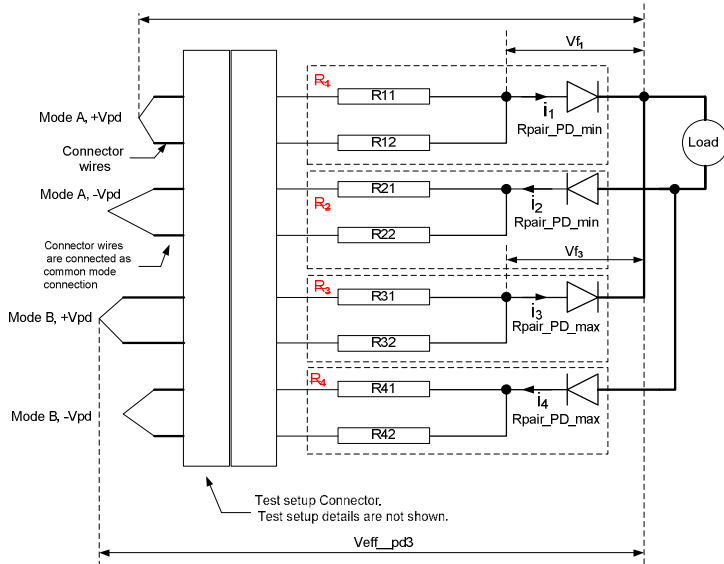 Vf1
R1
R11
Mode A, +Vpd
i1
Rpair_PD_min
Load
R12
Connector
wires
Mode A, -Vpd
R21
R2
i2
Rpair_PD_min
R22
Connector wires
are connected as
common mode
connection
Vf3
R3
R31
Mode B, +Vpd
i3
Rpair_PD_max
R32
R4
R41
i4
Mode B, -Vpd
Rpair_PD_max
R42
Test setup Connector.
Test setup details are not shown.
Veff__pd3